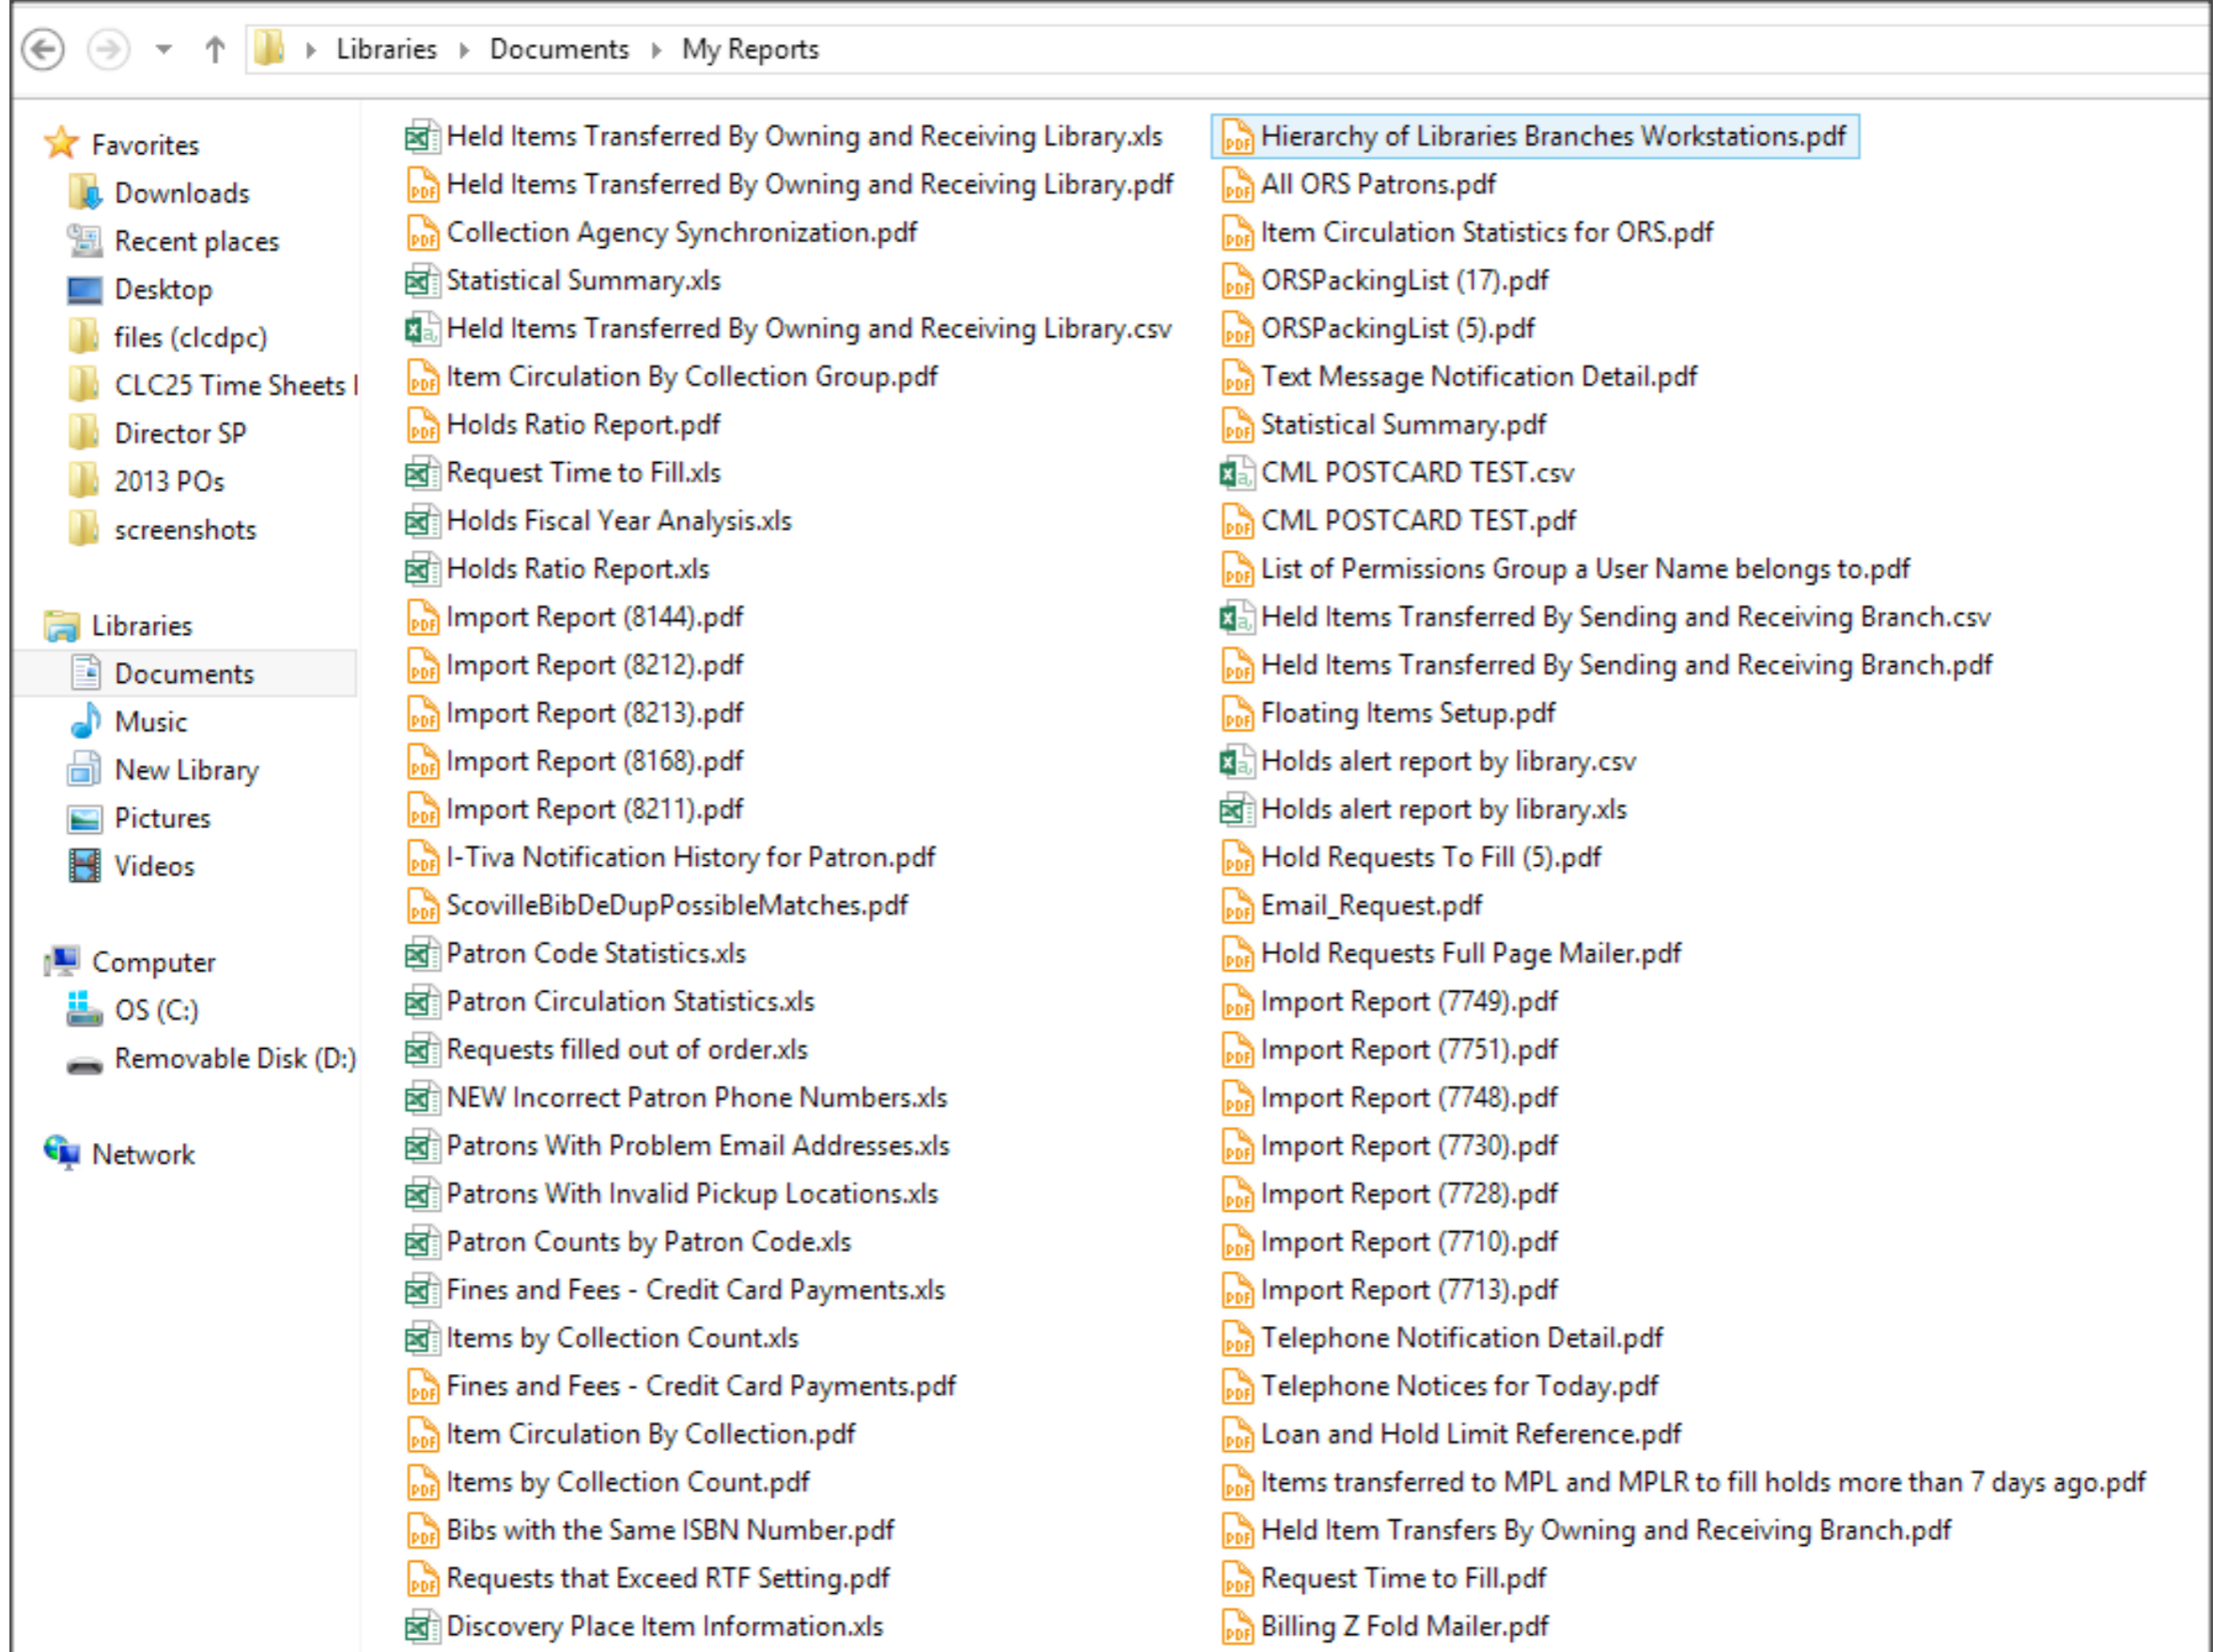 Libraries Documents My Reports
Favorites
Downloads
Recent places
Desktop
files (clcdpc)
CLC25 Time Sheets
Director SP
2013 POs
screenshots
Libraries
Documents
Music
New Library
Pictures
Videos
Computer
OS (C:)
Removable Disk (D:)
Network
Held Items Transferred By Owning and Receiving Library.xls
Held Items Transferred By Owning and Receiving Library.pdf
Collection Agency Synchronization.pdf
Statistical Summary.xls
Held Items Transferred By Owning and Receiving Library.csv
Item Circulation By Collection Group.pdf
Holds Ratio Report.pdf
Request Time to Fill.xls
Holds Fiscal Year Analysis.xls
Holds Ratio Report.xls
Import Report (8144).pdf
Import Report (8212).pdf
Import Report (8213).pdf
Import Report (8168).pdf
Import Report (8211).pdf
I-Tiva Notification History for Patron.pdf
ScovilleBibDeDupPossibleMatches.pdf
Patron Code Statistics.xls
Patron Circulation Statistics.xls
Requests filled out of order.xls
NEW Incorrect Patron Phone Numbers.xls
Patrons With Problem Email Addresses.xls
Patrons With Invalid Pickup Locations.xls
Patron Counts by Patron Code.xls
Fines and Fees - Credit Card Payments.xls
Items by Collection Count.xls
Fines and Fees - Credit Card Payments.pdf
Item Circulation By Collection.pdf
Items by Collection Count.pdf
Bibs with the Same ISBN Number.pdf
Requests that Exceed RTF Setting.pdf
Discovery Place Item Information.xls
Hierarchy of Libraries Branches Workstations.pdf
All ORS Patrons.pdf
Item Circulation Statistics for ORS.pdf
ORSPackingList (17).pdf
ORSPackingList (5).pdf
Text Message Notification Detail.pdf
Statistical Summary.pdf
CML POSTCARD TEST.csv
CML POSTCARD TEST.pdf
List of Permissions Group a User Name belongs to.pdf
Held Items Transferred By Sending and Receiving Branch.csv
Held Items Transferred By Sending and Receiving Branch.pdf
Floating Items Setup.pdf
Holds alert report by library.csv
Holds alert report by library.xls
Hold Requests To Fill (5).pdf
Email_Request.pdf
Hold Requests Full Page Mailer.pdf
Import Report (7749).pdf
Import Report (7751).pdf
Import Report (7748).pdf
Import Report (7730).pdf
Import Report (7728).pdf
Import Report (7710).pdf
Import Report (7713).pdf
Telephone Notification Detail.pdf
Telephone Notices for Today.pdf
Loan and Hold Limit Reference.pdf
Items transferred to MPL and MPLR to fill holds more than 7 days ago.pdf
Held Item Transfers By Owning and Receiving Branch.pdf
Request Time to Fill.pdf
Billing Z Fold Mailer.pdf